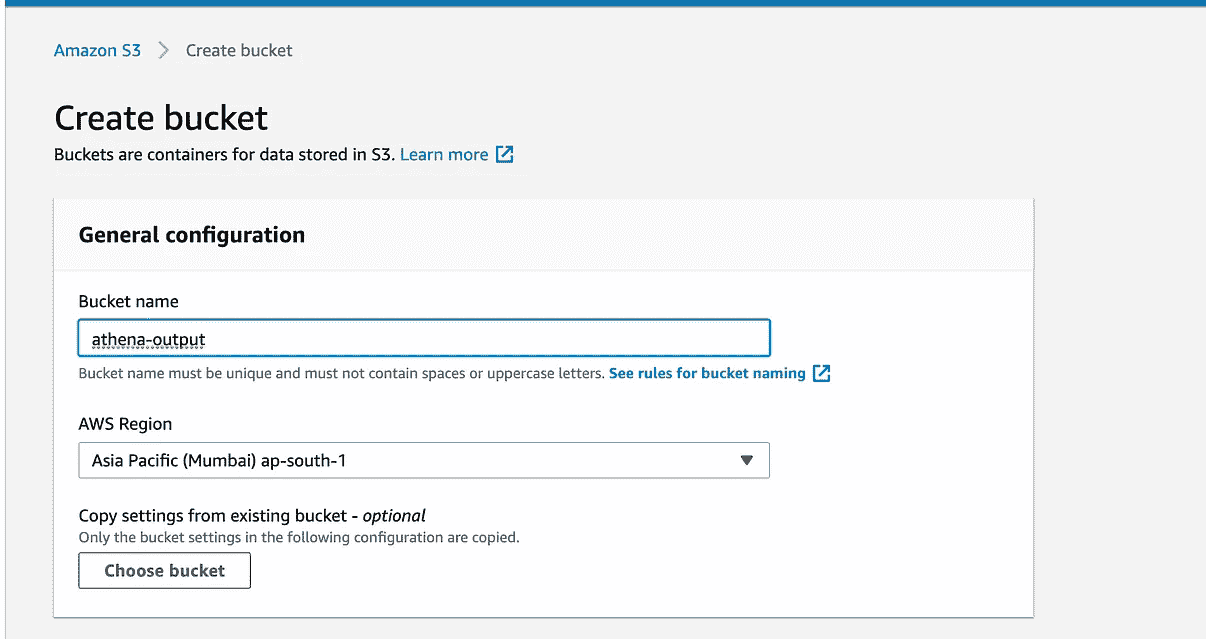 Amazon S3 > Create bucket
Create bucket
Buckets are containers for data stored in S3. Learn more
General configuration
Bucket name
athena-output
Bucket name must be unique and must not contain spaces or uppercase letters. See rules for bucket naming
AWS Region
Asia Pacific (Mumbai) ap-south-1
Copy settings from existing bucket - optional
Only the bucket settings in the following configuration are copied.
Choose bucket